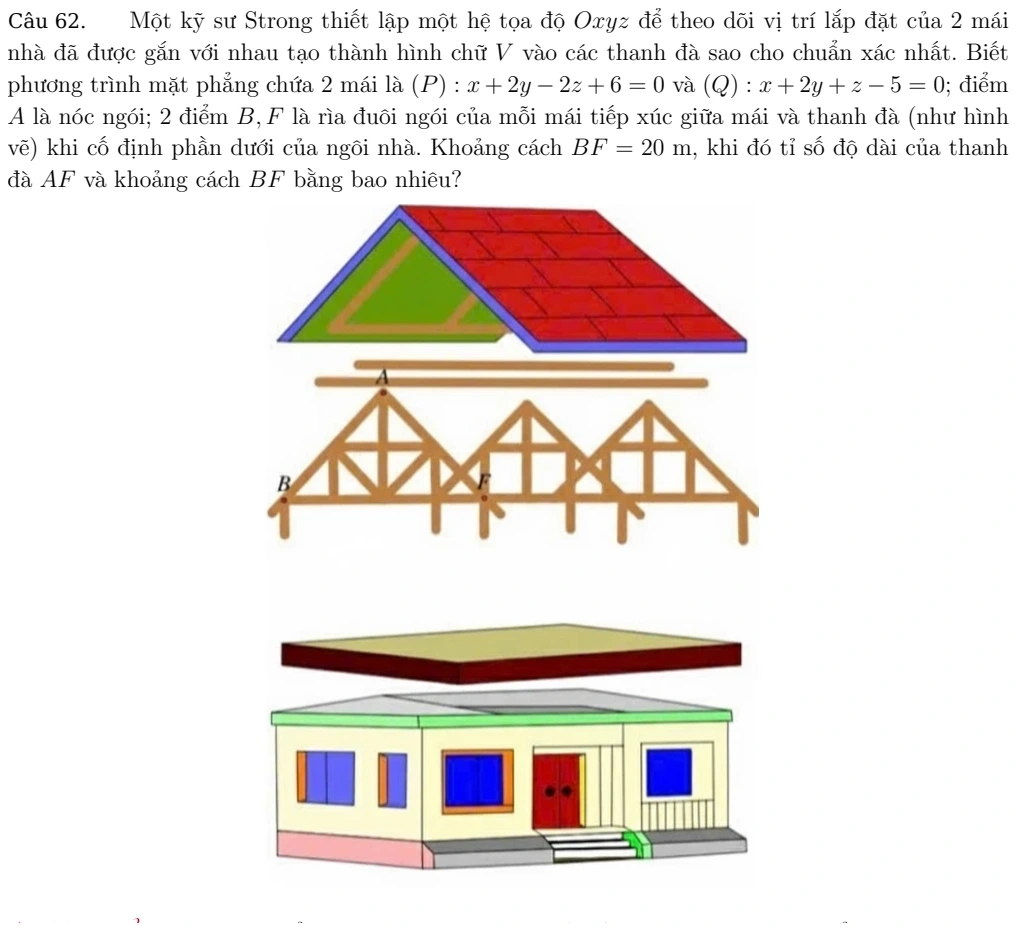 Câu 62. Một kỹ sư Strong thiết lập một hệ tọa độ Oxyz để theo dõi vị trí lắp đặt của 2 mái
nhà đã được gắn với nhau tạo thành hình chữ V vào các thanh đà sao cho chuẩn xác nhất. Biết
phương trình mặt phẳng chứa 2 mái là (P) : x + 2y − 2z + 6 = 0 và (Q) : x + 2y + z − 5 = 0; điểm
A là nóc ngói; 2 điểm B, F là rìa đuôi ngói của mỗi mái tiếp xúc giữa mái và thanh đà (như hình
vẽ) khi cố định phần dưới của ngôi nhà. Khoảng cách BF = 20 m, khi đó tỉ số độ dài của thanh
đà AF và khoảng cách BF bằng bao nhiêu?
A
B
F